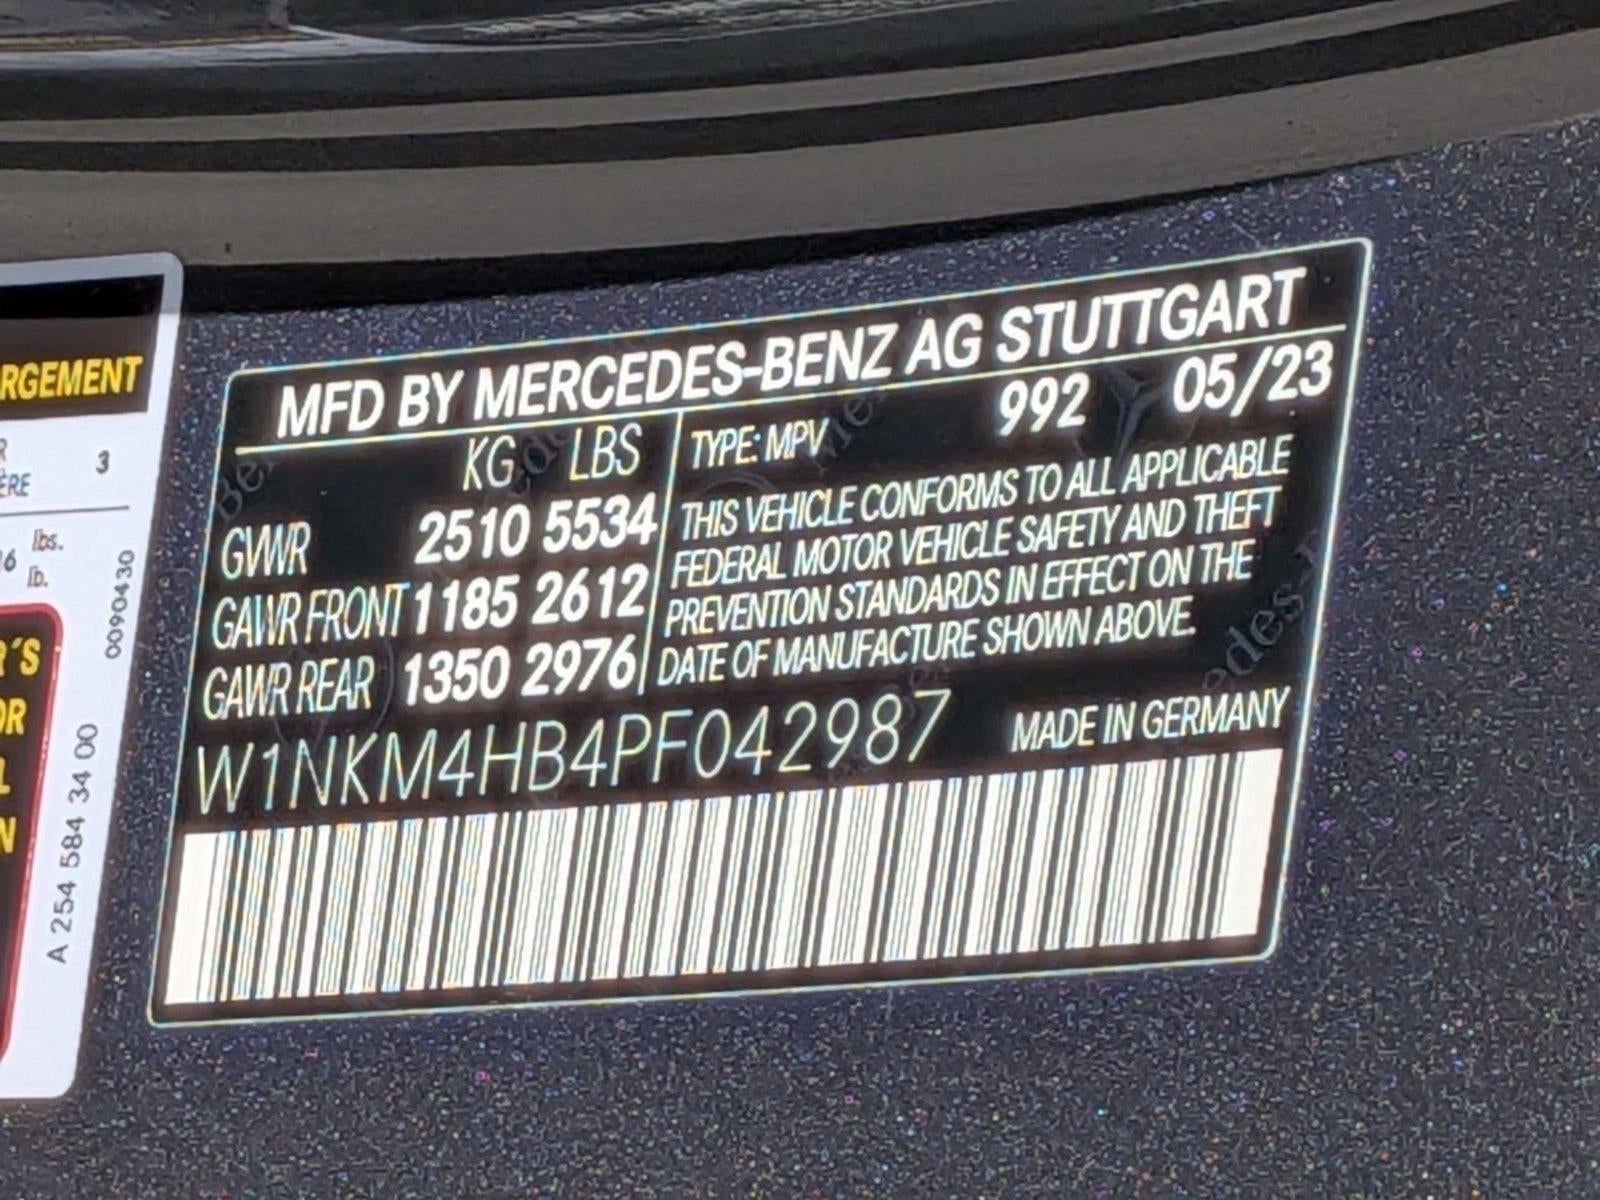 RGEMENT
3
ÈRE
lbs.
lb.
0090430
R'S
OR
L
N
A 254 584 34 00
MFD BY MERCEDES-BENZ AG STUTTGART
KG LBS
GVWR 2510 5534
GAWR FRONT 1185 2612
GAWR REAR 1350 2976
TYPE: MPV 992 05/23
THIS VEHICLE CONFORMS TO ALL APPLICABLE
FEDERAL MOTOR VEHICLE SAFETY AND THEFT
PREVENTION STANDARDS IN EFFECT ON THE
DATE OF MANUFACTURE SHOWN ABOVE.
W1NKM4HB4PF042987 MADE IN GERMANY